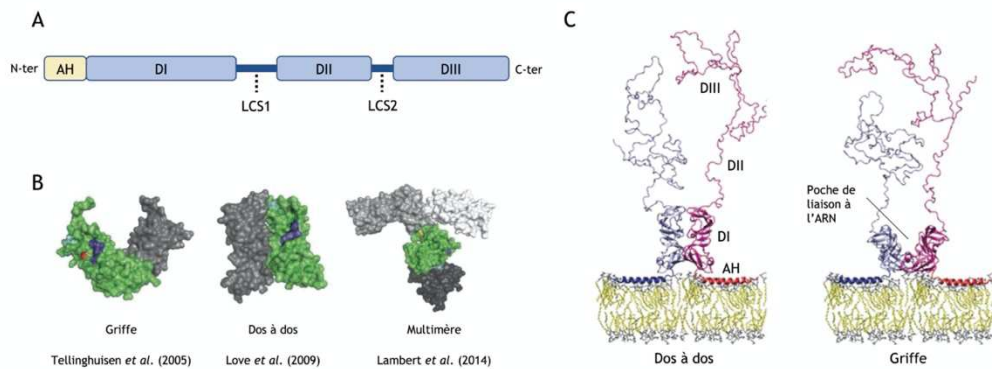 A
N-ter AH DI DII DIII C-ter
LCS1 LCS2
B
Griffe Dos à dos Multimère
Tellinghuisen et al. (2005) Love et al. (2009) Lambert et al. (2014)
C
DIII
DII
DI
AH
Dos à dos
Poche de
liaison à
l'ARN
Griffe